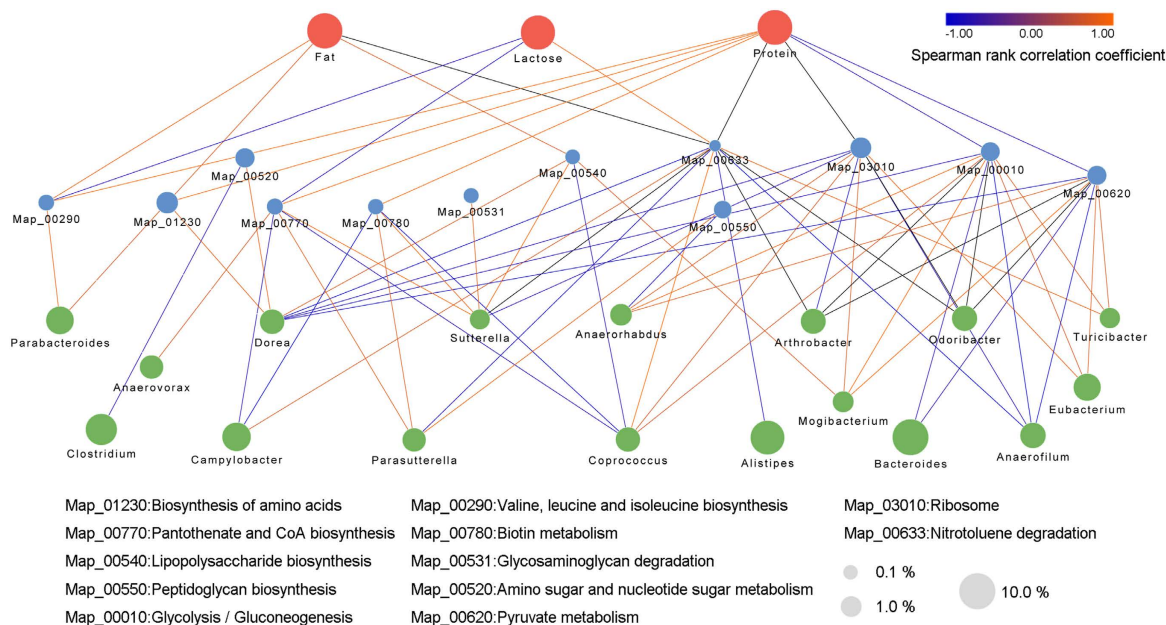 Fat
Lactose
Protein
-1.00 0.00 1.00
Spearman rank correlation coefficient
Map_00520
Map_00540
Map_00633
Map_03010
Map_00010
Map_00620
Map_00290
Map_01230
Map_00770
Map_00780
Map_00531
Map_00550
Parabacteroides
Dorea
Sutterella
Anaerorhabdus
Arthrobacter
Odoribacter
Turicibacter
Anaerovorax
Mogibacterium
Eubacterium
Clostridium
Campylobacter
Parasutterella
Coprococcus
Alistipes
Bacteroides
Anaerofilum
Map_01230:Biosynthesis of amino acids
Map_00770:Pantothenate and CoA biosynthesis
Map_00540:Lipopolysaccharide biosynthesis
Map_00550:Peptidoglycan biosynthesis
Map_00010:Glycolysis / Gluconeogenesis
Map_00290:Valine, leucine and isoleucine biosynthesis
Map_00780:Biotin metabolism
Map_00531:Glycosaminoglycan degradation
Map_00520:Amino sugar and nucleotide sugar metabolism
Map_00620:Pyruvate metabolism
Map_03010:Ribosome
Map_00633:Nitrotoluene degradation
0.1 %
1.0 %
10.0 %